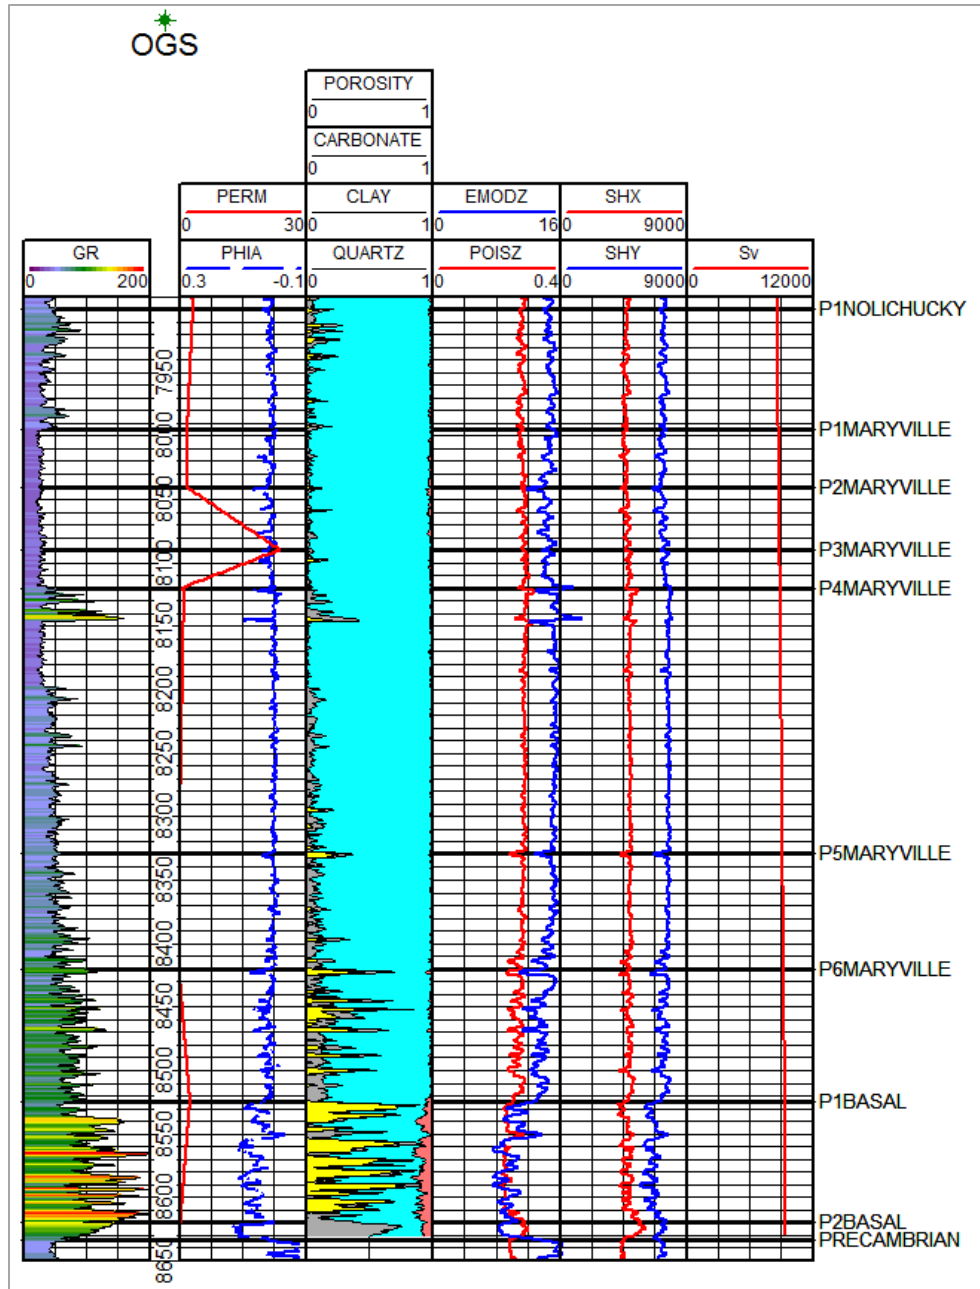 OGS
POROSITY
0 1
CARBONATE
0 1
PERM CLAY EMODZ SHX
0 30 0 1 0 16 0 9000
GR PHIA QUARTZ POISZ SHY Sv
0 200 0.3 -0.1 0 1 0 0.4 0 9000 0 12000
P1NOLICHUCKY
7950
8000
P1MARYVILLE
8050
P2MARYVILLE
8100
P3MARYVILLE
P4MARYVILLE
8150
8200
8250
8300
8350
P5MARYVILLE
8400
P6MARYVILLE
8450
8500
P1BASAL
8550
8600
P2BASAL
PRECAMBRIAN
8650